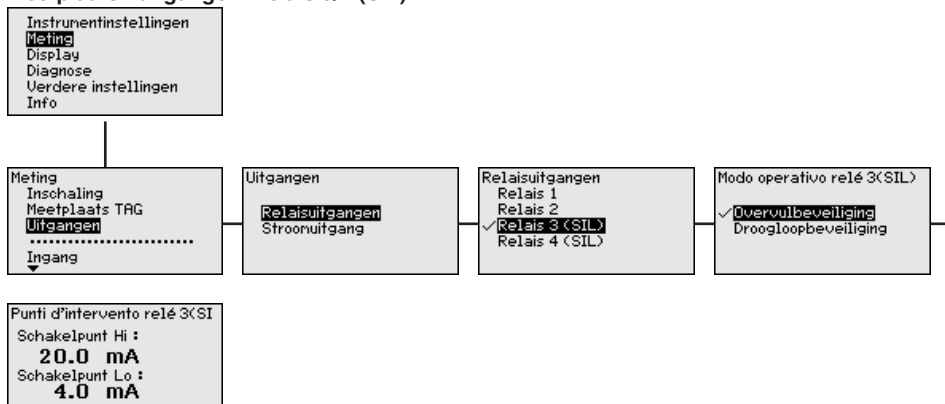 Instrumentinstellingen
Meting
Display
Diagnose
Verdere instellingen
Info
Meting
Inschaling
Meetplaats TAG
Uitgangen
Ingang
Uitgangen
Relaisuitgangen
Stroomuitgang
Relaisuitgangen
Relais 1
Relais 2
Relais 3 (SIL)
Relais 4 (SIL)
Modo operativo relé 3(SIL)
Overvulbeveiliging
Droogloopbeveiliging
Punti d'intervento relé 3(SI
Schakelpunt Hi :
20.0 mA
Schakelpunt Lo :
4.0 mA